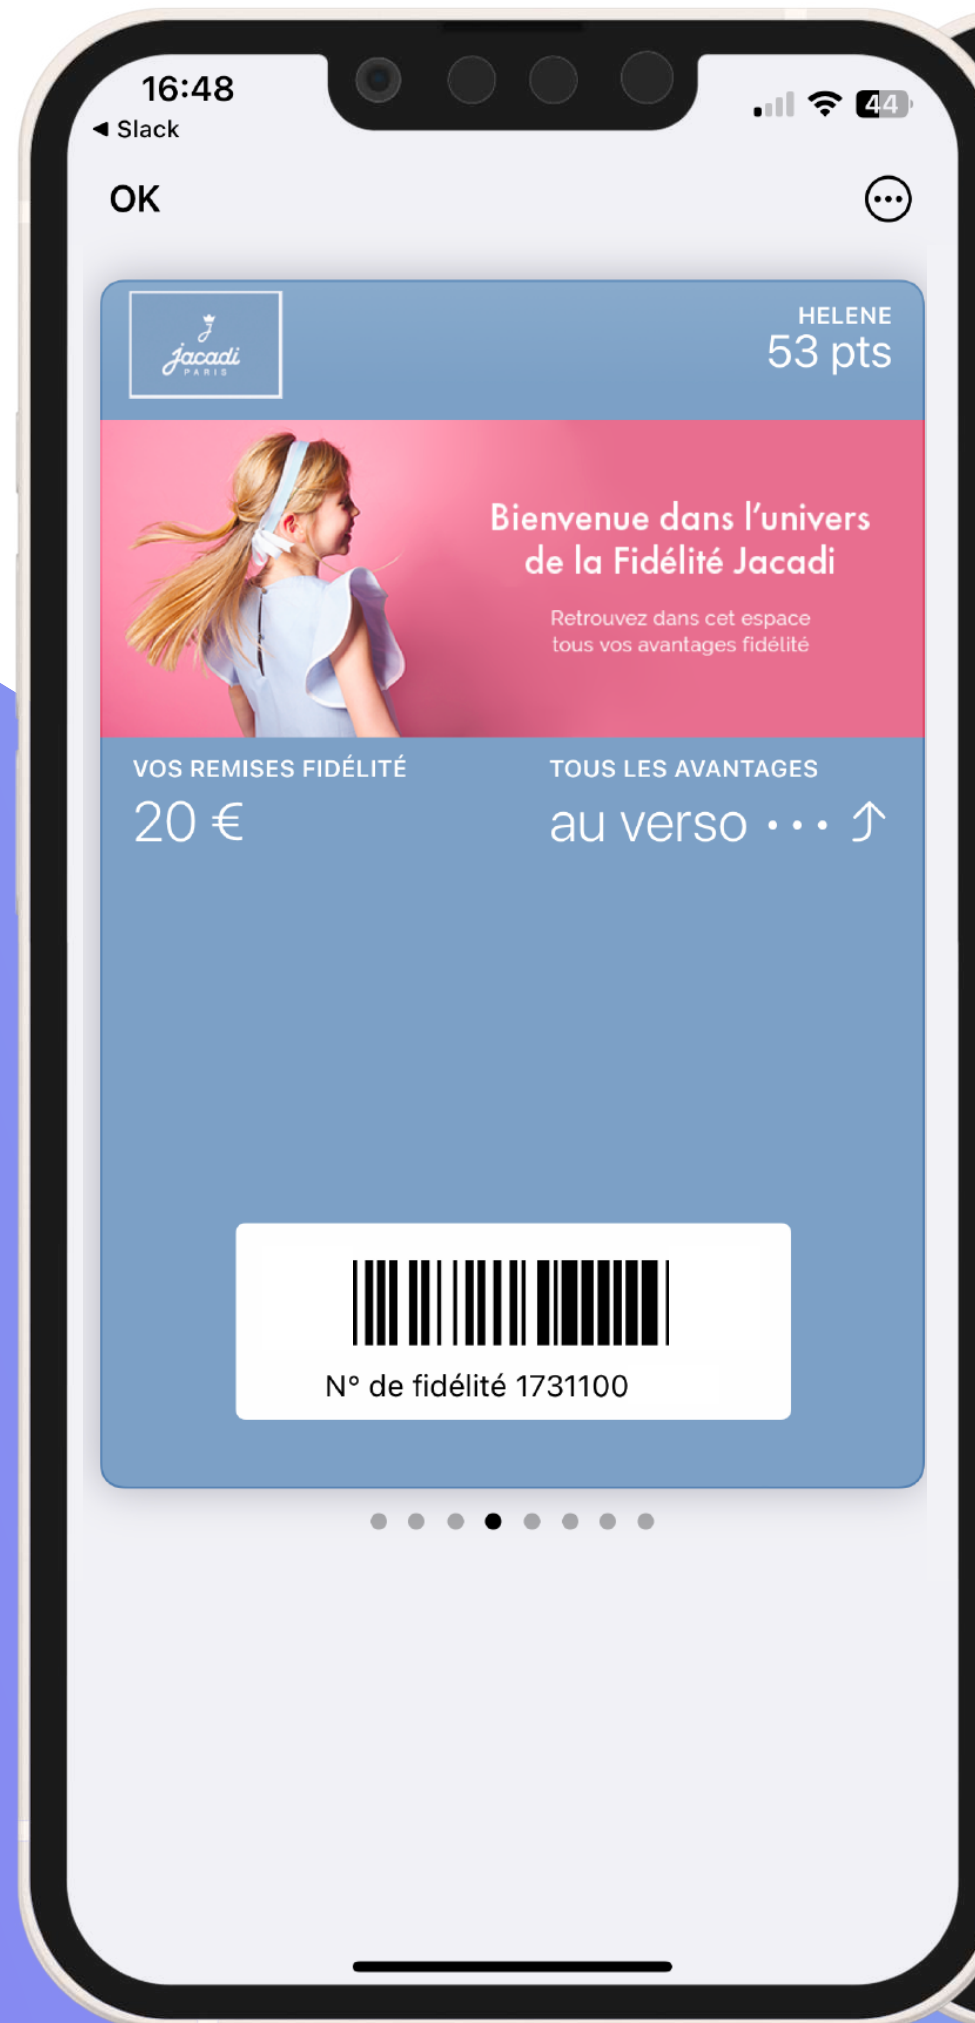 16:48
44
◀ Slack
OK
jacadi
PARIS
HELENE
53 pts
Bienvenue dans l'univers
de la Fidélité Jacadi
Retrouvez dans cet espace
tous vos avantages fidélité
VOS REMISES FIDÉLITÉ
20 €
TOUS LES AVANTAGES
au verso ··· ⤴
N° de fidélité 1731100